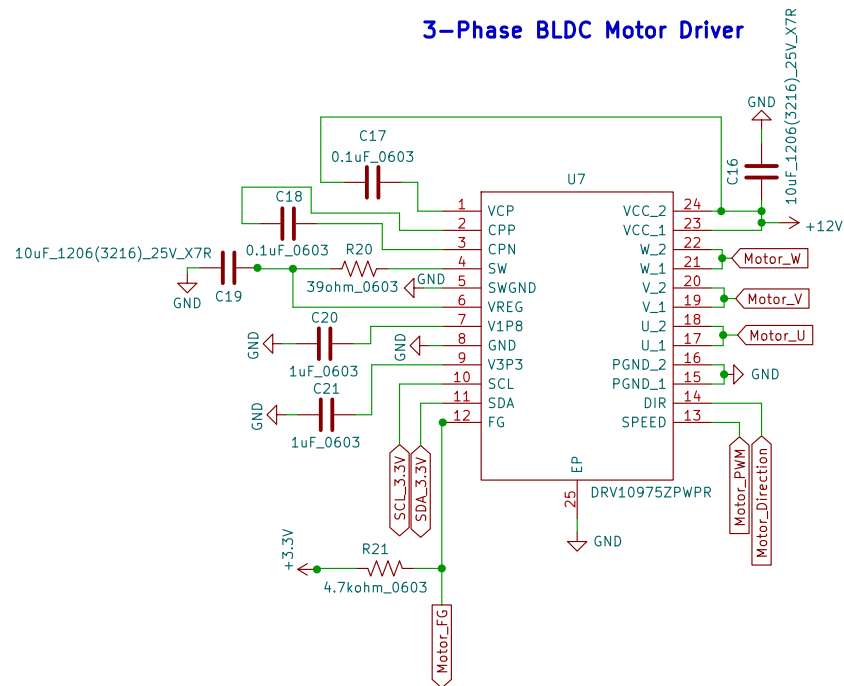 3-Phase BLDC Motor Driver
10uF_1206(3216)_25V_X7R
GND
C16
C17
0.1uF_0603
U7
C18
0.1uF_0603
10uF_1206(3216)_25V_X7R
C19
GND
R20
39ohm_0603
GND
C20
1uF_0603
GND
GND
C21
1uF_0603
GND
1 VCP
2 CPP
3 CPN
4 SW
5 SWGND
6 VREG
7 V1P8
8 GND
9 V3P3
10 SCL
11 SDA
12 FG
VCC_2 24
VCC_1 23
W_2 22
W_1 21
V_2 20
V_1 19
U_2 18
U_1 17
PGND_2 16
PGND_1 15
DIR 14
SPEED 13
+12V
Motor_W
Motor_V
Motor_U
GND
EP
25
DRV10975ZPWPR
GND
SCL_3.3V
SDA_3.3V
Motor_PWM
Motor_Direction
+3.3V
R21
4.7kohm_0603
Motor_FG